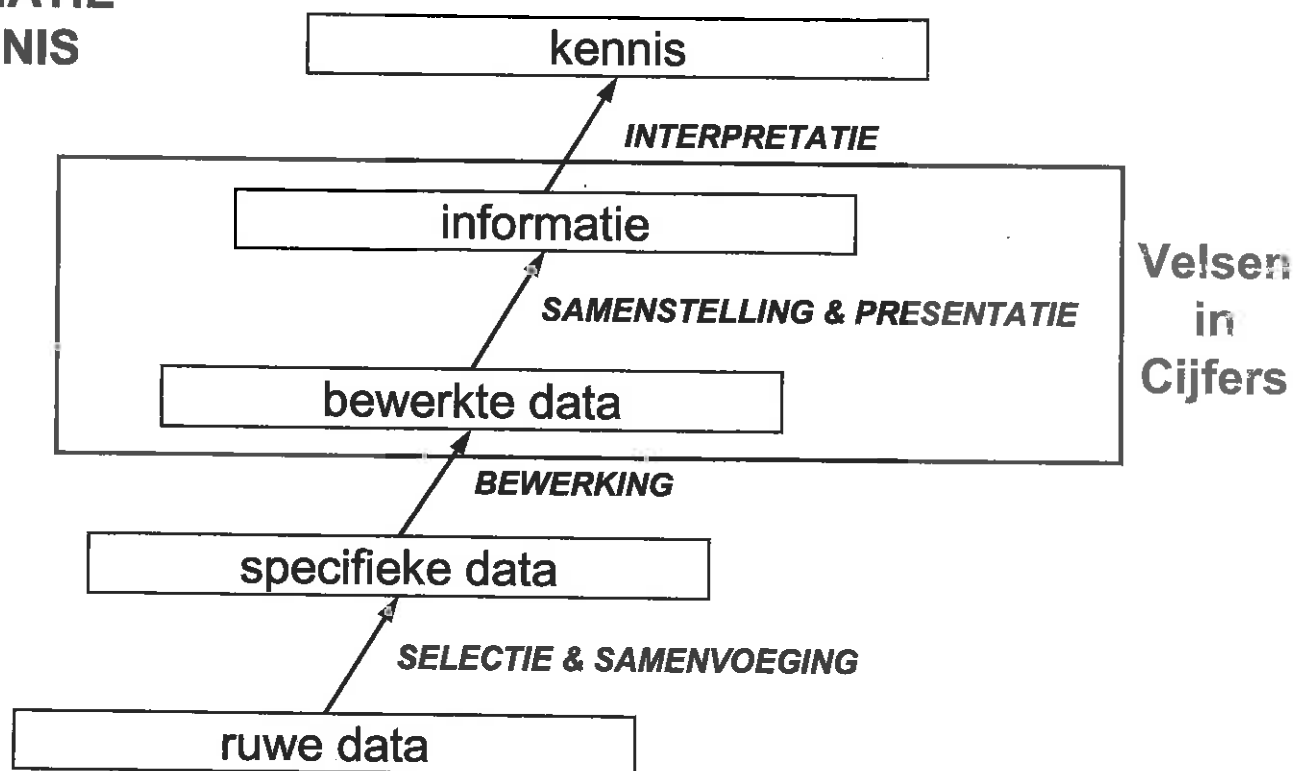 NIS
kennis
INTERPRETATIE
informatie
SAMENSTELLING & PRESENTATIE
Velsen
in
Cijfers
bewerkte data
BEWERKING
specifieke data
SELECTIE & SAMENVOEGING
ruwe data